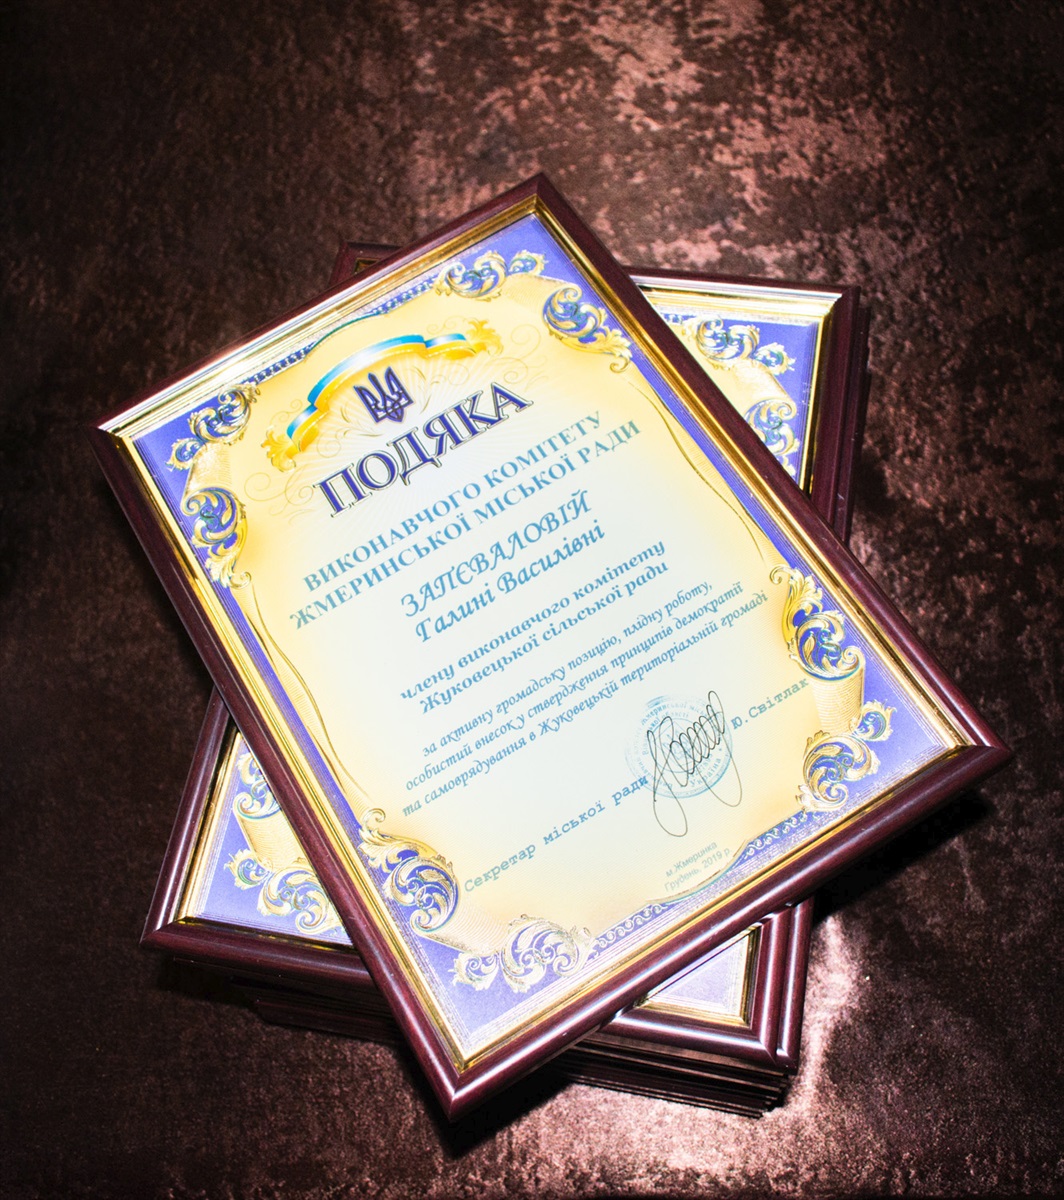 ПОДЯКА
ВИКОНАВЧОГО КОМІТЕТУ
ЖМЕРИНСЬКОЇ МІСЬКОЇ РАДИ
ЗАПЄВАЛОВІЙ
Галині Василівні
члену виконавчого комітету
Жуковецької сільської ради
за активну громадську позицію, плідну роботу,
особистий внесок у ствердження принципів демократії
та самоврядування в Жуковецькій територіальній громаді
Секретар міської ради Ю.Світлак
м.Жмеринка
Грудень, 2019 р.